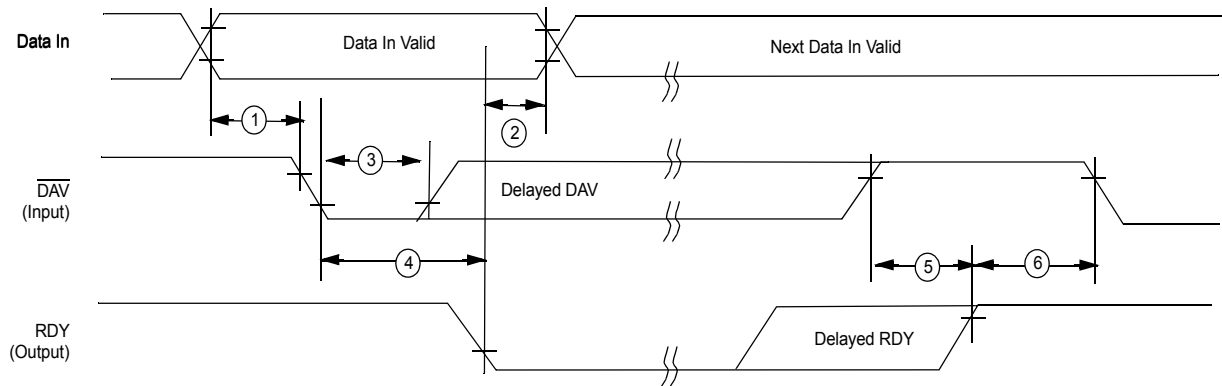 Data In
Data In Valid
Next Data In Valid
1
2
3
DAV
(Input)
Delayed DAV
4
5
6
RDY
(Output)
Delayed RDY